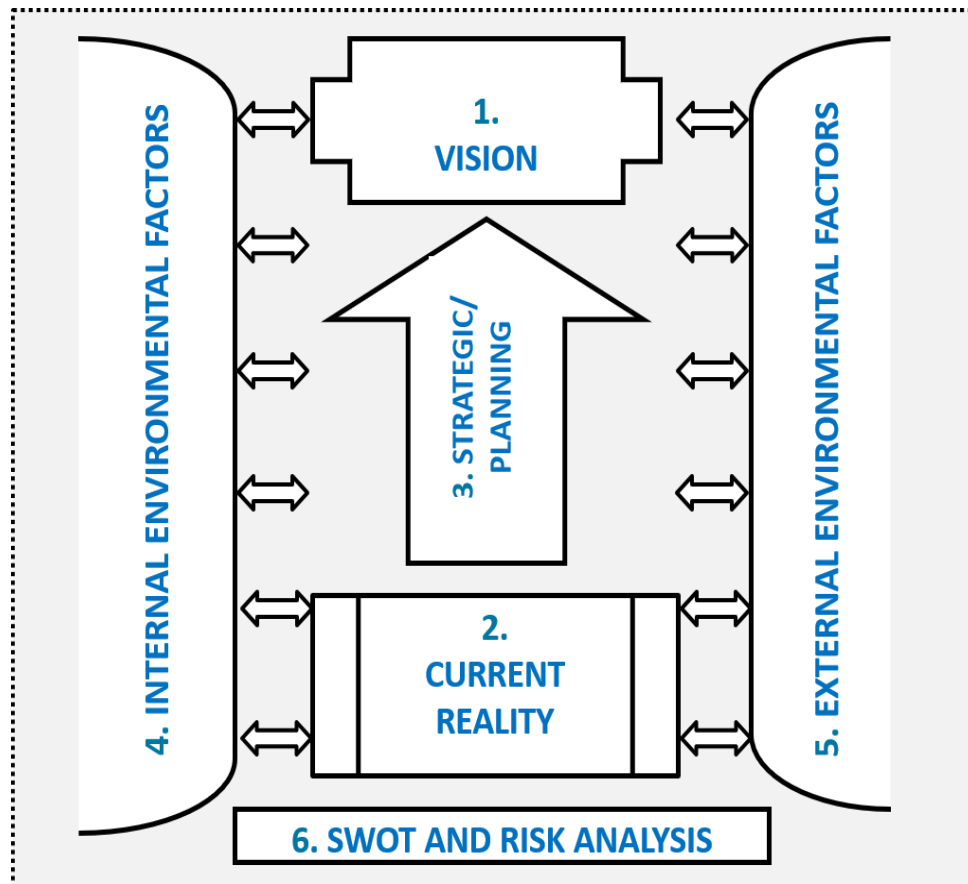 1.
VISION
3. STRATEGIC/
PLANNING
2.
CURRENT
REALITY
4. INTERNAL ENVIRONMENTAL FACTORS
5. EXTERNAL ENVIRONMENTAL FACTORS
6. SWOT AND RISK ANALYSIS